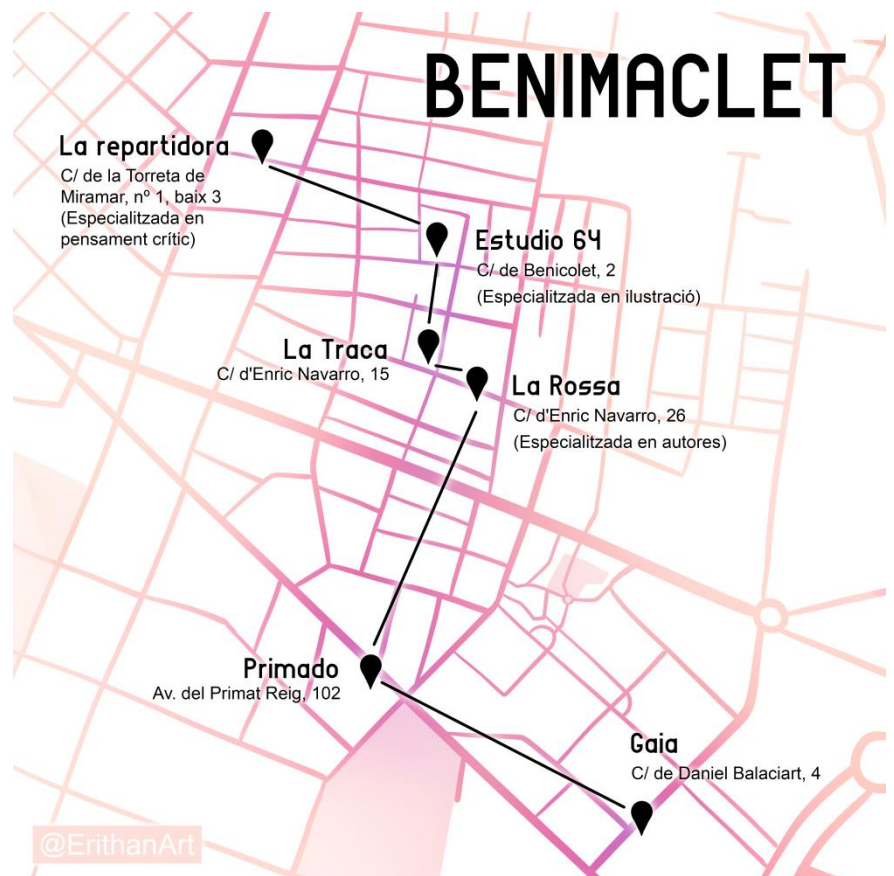 BENIMACLET
La repartidora
C/ de la Torreta de
Miramar, nº 1, baix 3
(Especialitzada en
pensament crític)
Estudio 64
C/ de Benicolet, 2
(Especialitzada en ilustració)
La Traca
C/ d'Enric Navarro, 15
La Rossa
C/ d'Enric Navarro, 26
(Especialitzada en autores)
Primado
Av. del Primat Reig, 102
Gaia
C/ de Daniel Balaciart, 4
@ErithanArt